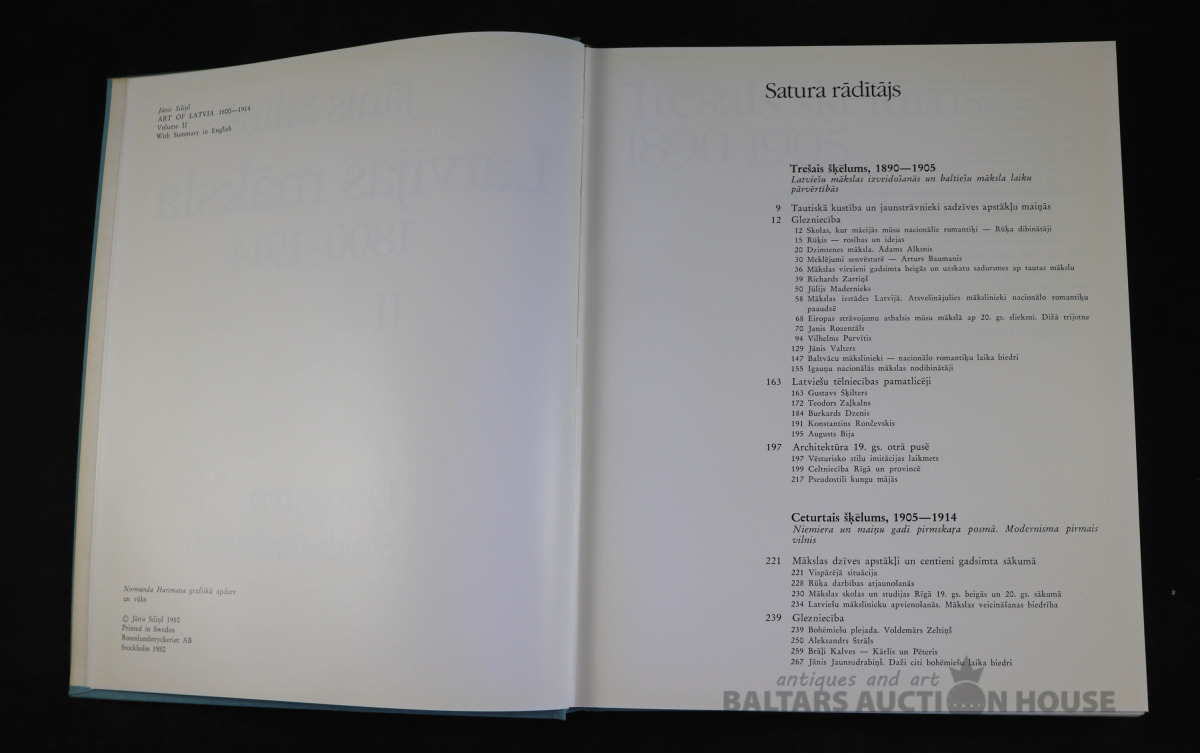 Jānis Siliņš
ART OF LATVIA 1800—1914
Volume II
With Summary in English
Normunda Hartmaņa grafiskā apdare
un vāks
© Jānis Siliņš 1980
Printed in Sweden
Rosenlundstryckeriet AB
Stockholm 1980
Satura rādītājs
Trešais šķēlums, 1890—1905
Latviešu mākslas izveidošanās un baltiešu māksla laiku
pārvērtībās
9 Tautiskā kustība un jaunstrāvnieki sadzīves apstākļu maiņās
12 Glezniecība
12 Skolas, kur mācījās mūsu nacionālie romantiķi — Rūķa dibinātāji
15 Rūķis — rosības un idejas
20 Dzimtenes māksla. Ādams Alksnis
30 Meklējumi senvēsturē — Arturs Baumanis
36 Mākslas virzieni gadsimta beigās un uzskatu sadursmes ap tautas mākslu
39 Richards Zarriņš
50 Jūlijs Madernieks
58 Mākslas izstādes Latvijā. Atsvešinājušies mākslinieki nacionālo romantiķu
paaudzē
68 Eiropas strāvojumu atbalsis mūsu mākslā ap 20. gs. slieksni. Dižā trijotne
70 Janis Rozentāls
94 Vilhelms Purvītis
129 Jānis Valters
147 Baltvācu mākslinieki — nacionālo romantiķu laika biedri
155 Igauņu nacionālās mākslas nodibinātāji
163 Latviešu tēlniecības pamatlicēji
163 Gustavs Šķilters
172 Teodors Zaļkalns
184 Burkards Dzenis
191 Konstantins Rončevskis
195 Augusts Bija
197 Architektūra 19. gs. otrā pusē
197 Vēsturisko stilu imitācijas laikmets
199 Celtniecība Rīgā un provincē
217 Pseudostili kungu mājās
Ceturtais šķēlums, 1905—1914
Niemiera un maiņu gadi pirmskaŗa posmā. Modernisma pirmais
vilnis
221 Mākslas dzīves apstākļi un centieni gadsimta sākumā
221 Vispārējā situācija
228 Rūķa darbības atjaunošanās
230 Mākslas skolas un studijas Rīgā 19. gs. beigās un 20. gs. sākumā
234 Latviešu mākslinieku apvienošanās. Mākslas veicināšanas biedrība
239 Glezniecība
239 Bohēmiešu plejada. Voldemārs Zeltiņš
250 Aleksandrs Štrāls
259 Brāļi Kalves — Kārlis un Pēteris
267 Jānis Jaunsudrabiņš. Daži citi bohēmiešu laika biedri
antiques and art
BALTARS AUCTION HOUSE